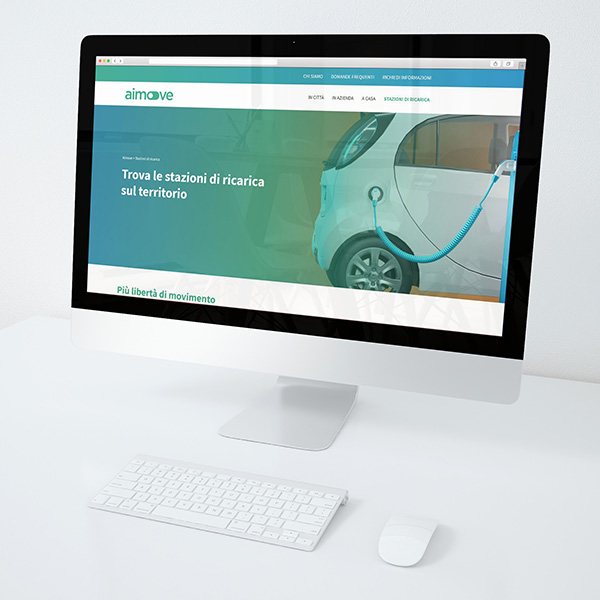 CHI SIAMO DOMANDE FREQUENTI RICHIEDI INFORMAZIONI
aimoove
IN CITTÀ IN AZIENDA A CASA STAZIONI DI RICARICA
Aimoove > Stazioni di ricarica
Trova le stazioni di ricarica
sul territorio
Più libertà di movimento